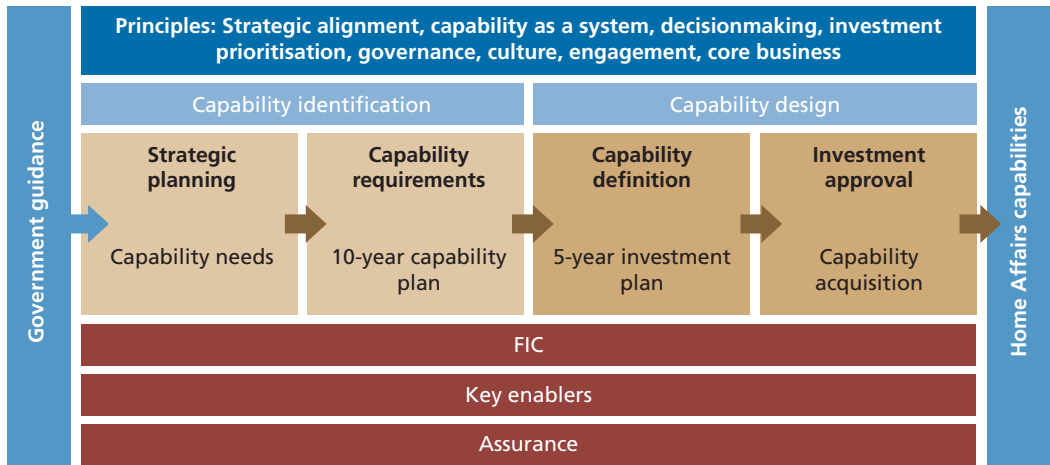 Government guidance
Principles: Strategic alignment, capability as a system, decisionmaking, investment
prioritisation, governance, culture, engagement, core business
Capability identification
Capability design
Strategic
planning
Capability needs
Capability
requirements
10-year capability
plan
Capability
definition
5-year investment
plan
Investment
approval
Capability
acquisition
FIC
Key enablers
Assurance
Home Affairs capabilities